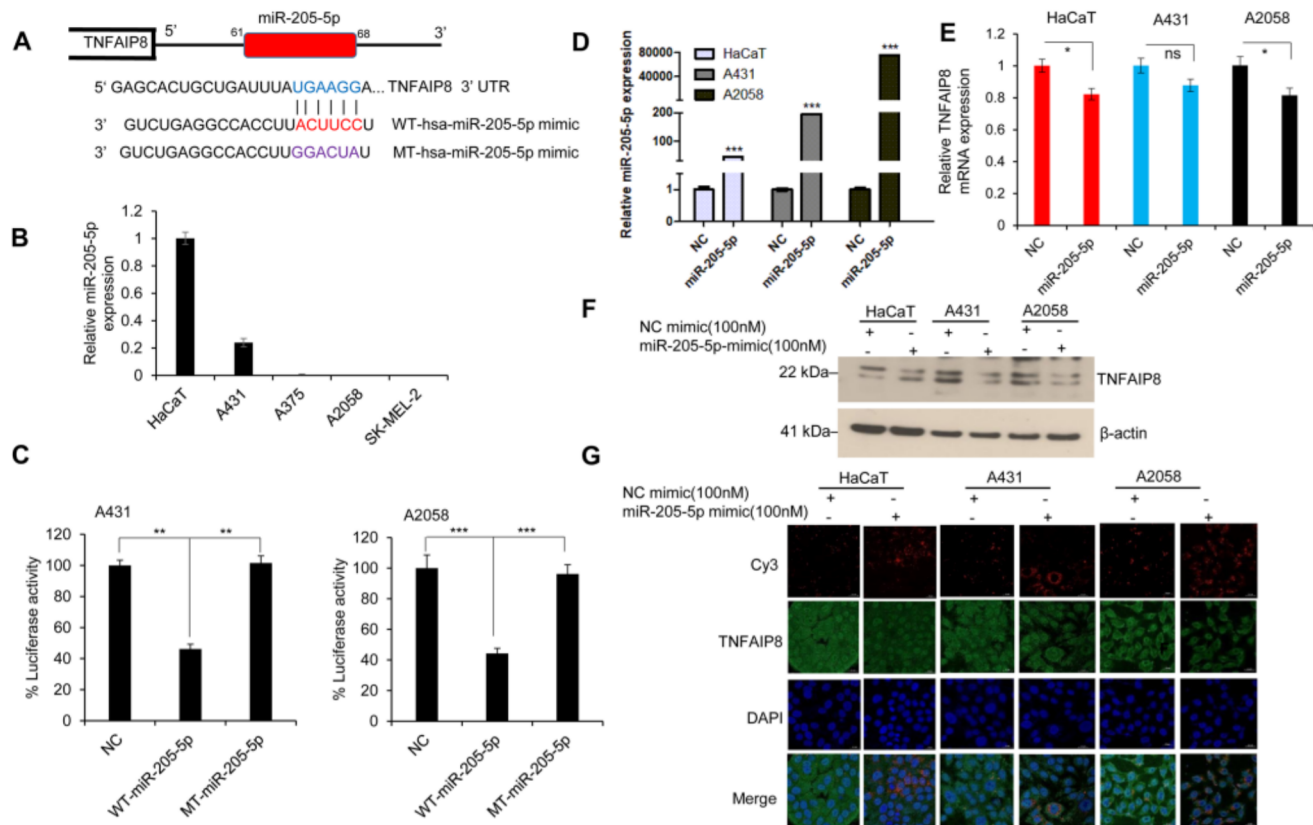 A
miR-205-5p
TNFAIP8
5’
61
68
3’
5' GAGCACUGCUGAUUUAUGAAGGA... TNFAIP8 3’ UTR
3’ GUCUGAGGCCACCUUACUUCCU WT-hsa-miR-205-5p mimic
3’ GUCUGAGGCCACCUUGGACUAU MT-hsa-miR-205-5p mimic
B
Relative miR-205-5p
expression
1.2
1
0.8
0.6
0.4
0.2
0
HaCaT
A431
A375
A2058
SK-MEL-2
C
A431
** **
% Luciferase activity
120
100
80
60
40
20
0
NC
WT-miR-205-5p
MT-miR-205-5p
A2058
*** ***
% Luciferase activity
120
100
80
60
40
20
0
NC
WT-miR-205-5p
MT-miR-205-5p
D
Relative miR-205-5p expression
80000
40000
200
100
1
0
HaCaT
A431
A2058
***
***
***
NC
miR-205-5p
NC
miR-205-5p
NC
miR-205-5p
E
HaCaT A431 A2058
Relative TNFAIP8
mRNA expression
1.2
1
0.8
0.6
0.4
0.2
0
* ns *
NC
miR-205-5p
NC
miR-205-5p
NC
miR-205-5p
F
HaCaT A431 A2058
NC mimic(100nM) + - + - + -
miR-205-5p-mimic(100nM) - + - + - +
22 kDa
TNFAIP8
41 kDa
β-actin
G
HaCaT A431 A2058
NC mimic(100nM) + - + - + -
miR-205-5p mimic(100nM) - + - + - +
Cy3
TNFAIP8
DAPI
Merge